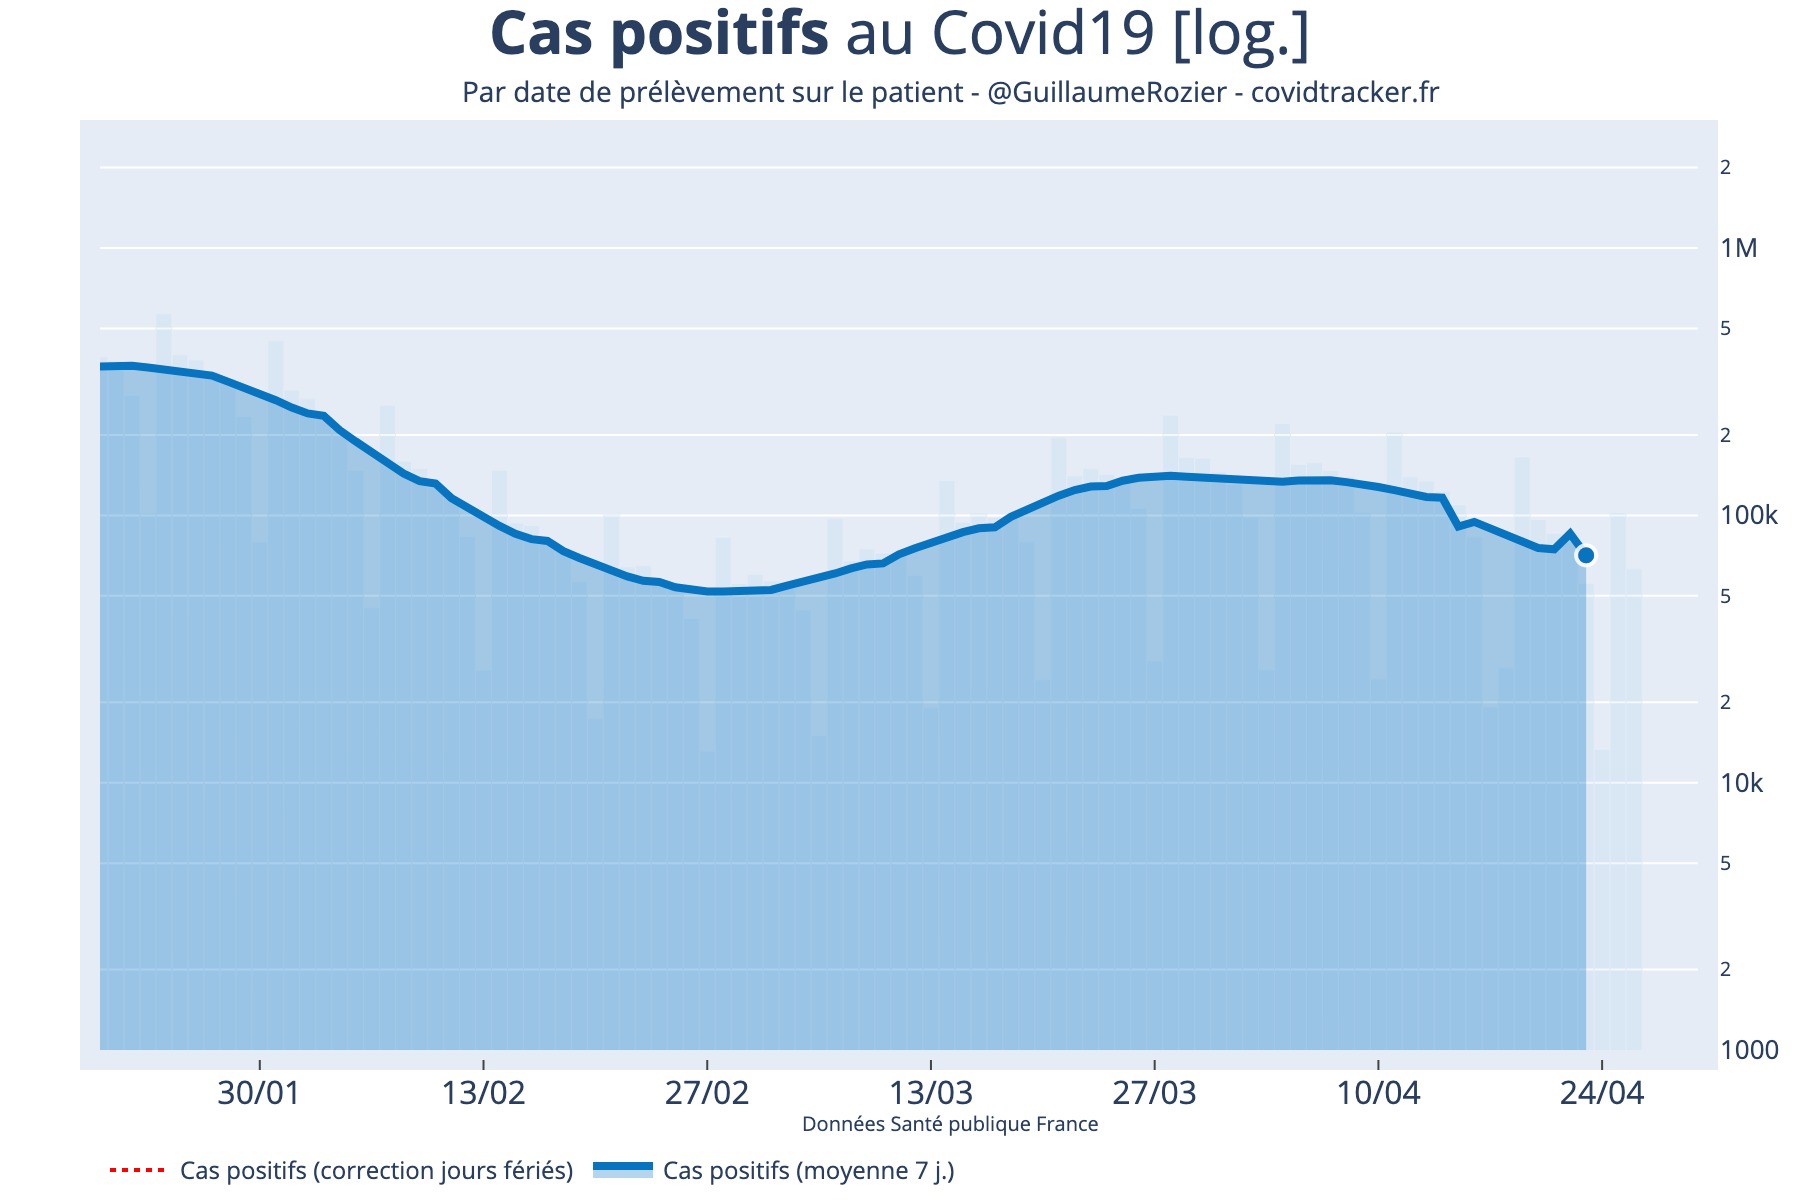 Cas positifs au Covid19 [log.]
Par date de prélèvement sur le patient - @GuillaumeRozier - covidtracker.fr
2
1M
5
2
100k
5
2
10k
5
2
1000
30/01 13/02 27/02 13/03 27/03 10/04 24/04
Données Santé publique France
Cas positifs (correction jours fériés) Cas positifs (moyenne 7 j.)